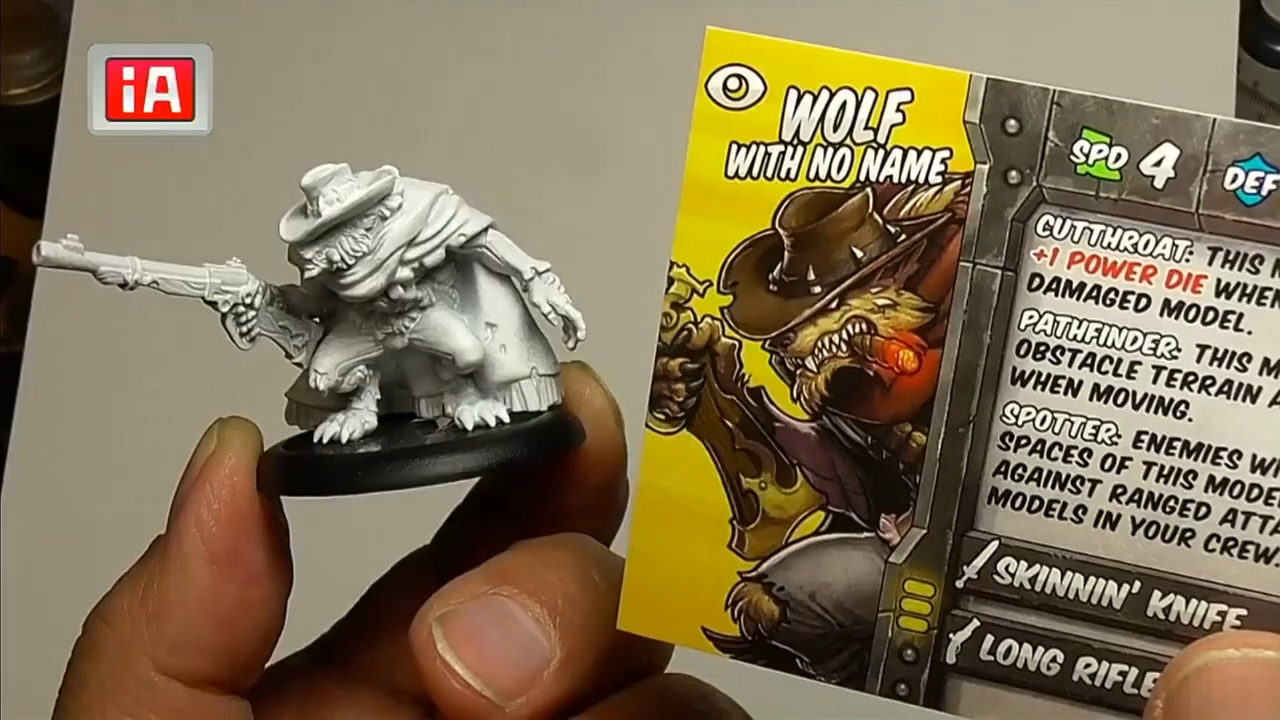 iA
WOLF
WITH NO NAME
SPD 4
DEF
CUTTHROAT: THIS
+1 POWER DIE WHEN
DAMAGED MODEL.
PATHFINDER: THIS
OBSTACLE TERRAIN
WHEN MOVING.
SPOTTER: ENEMIES
SPACES OF THIS
AGAINST RANGED
MODELS IN YOUR CREW.
SKINNIN' KNIFE
LONG RIFLE